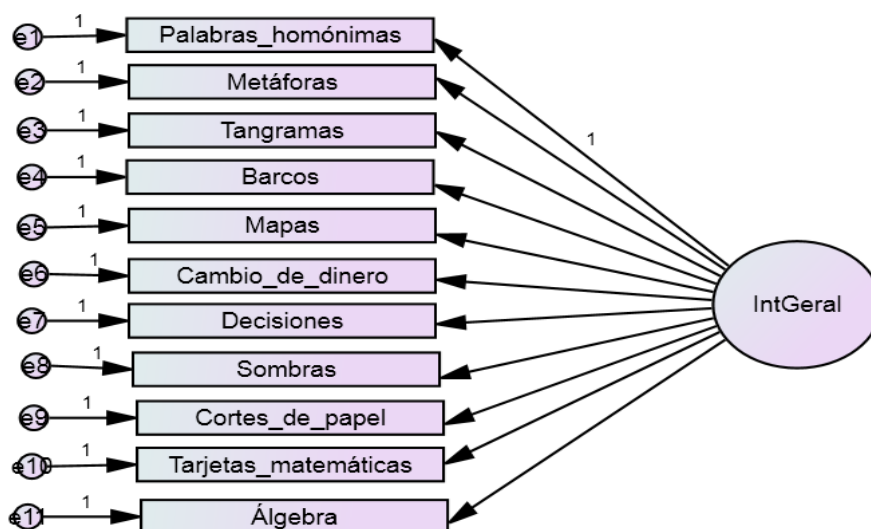 e1 1 Palabras_homónimas
e2 1 Metáforas
e3 1 Tangramas
1
e4 1 Barcos
e5 1 Mapas
e6 1 Cambio_de_dinero
IntGeral
e7 1 Decisiones
e8 1 Sombras
e9 1 Cortes_de_papel
e10 1 Tarjetas_matemáticas
e11 1 Álgebra